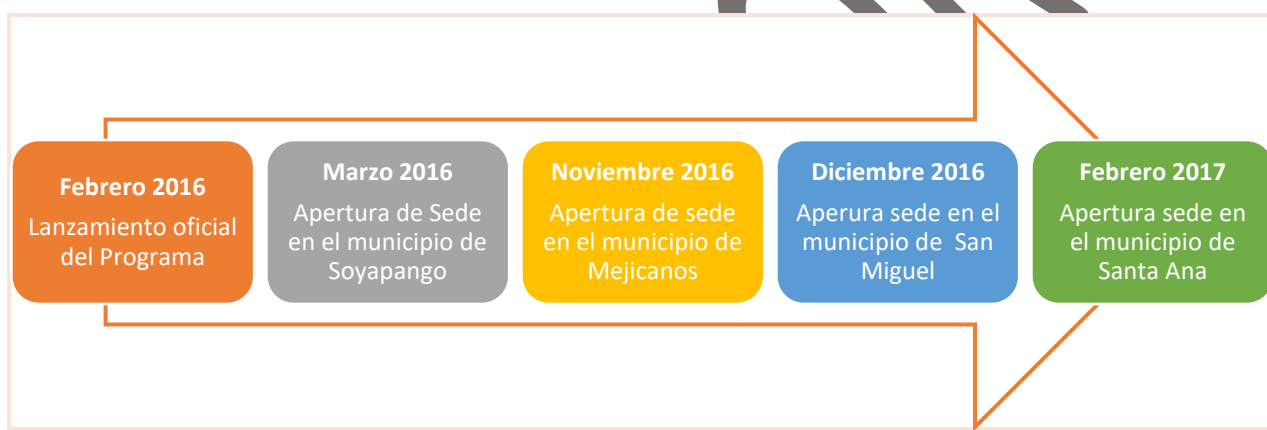 Febrero 2016
Lanzamiento oficial
del Programa
Marzo 2016
Apertura de Sede
en el municipio de
Soyapango
Noviembre 2016
Apertura de sede
en el municipio de
Mejicanos
Diciembre 2016
Aperura sede en el
municipio de San
Miguel
Febrero 2017
Apertura sede en
el municipio de
Santa Ana